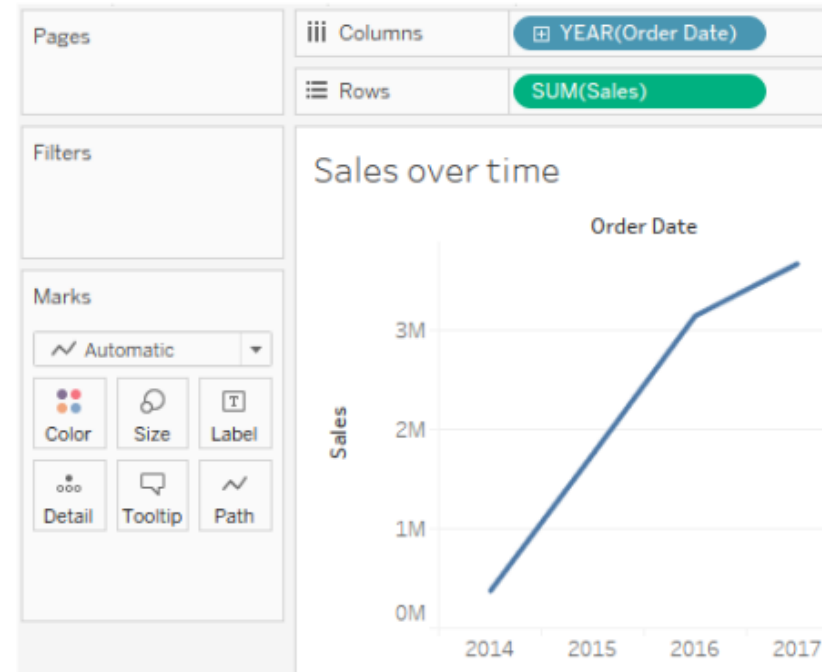 Pages
iii Columns
YEAR(Order Date)
Rows
SUM(Sales)
Filters
Sales over time
Order Date
Marks
Automatic
Color
Size
T
Label
Detail
Tooltip
Path
Sales
3M
2M
1M
0M
2014
2015
2016
2017